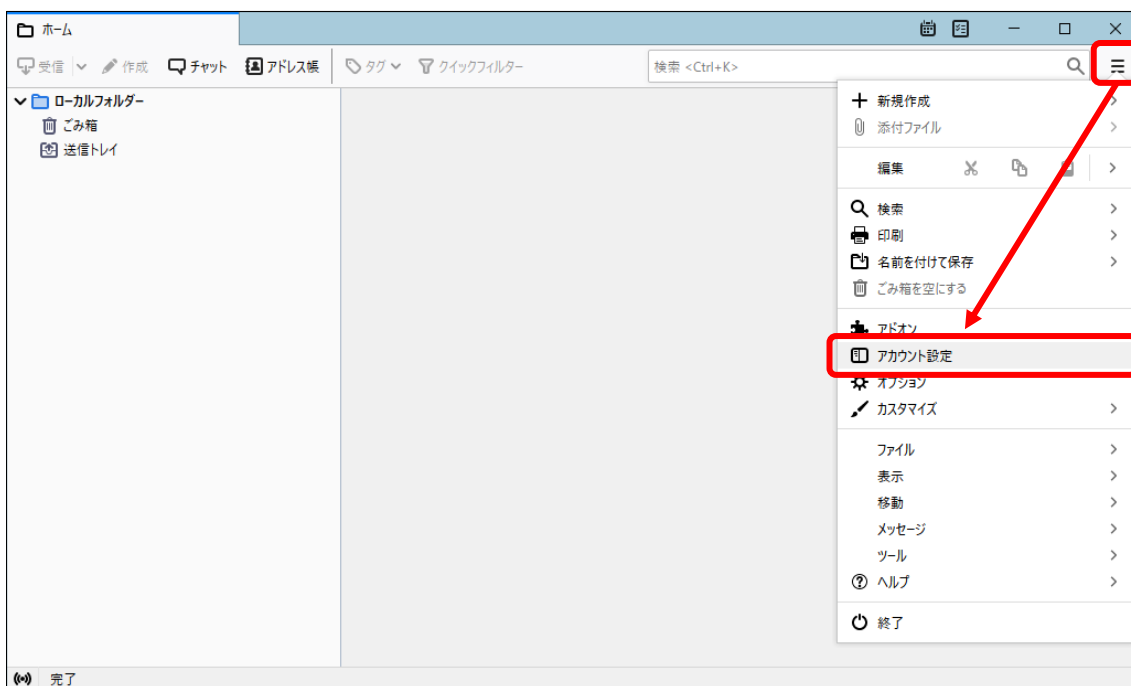 ホーム
受信 作成 チャット アドレス帳 タグ クイックフィルター 検索 <Ctrl+K>
ローカルフォルダー
ごみ箱
送信トレイ
新規作成
添付ファイル
編集
検索
印刷
名前を付けて保存
ごみ箱を空にする
アドオン
アカウント設定
オプション
カスタマイズ
ファイル
表示
移動
メッセージ
ツール
ヘルプ
終了
完了